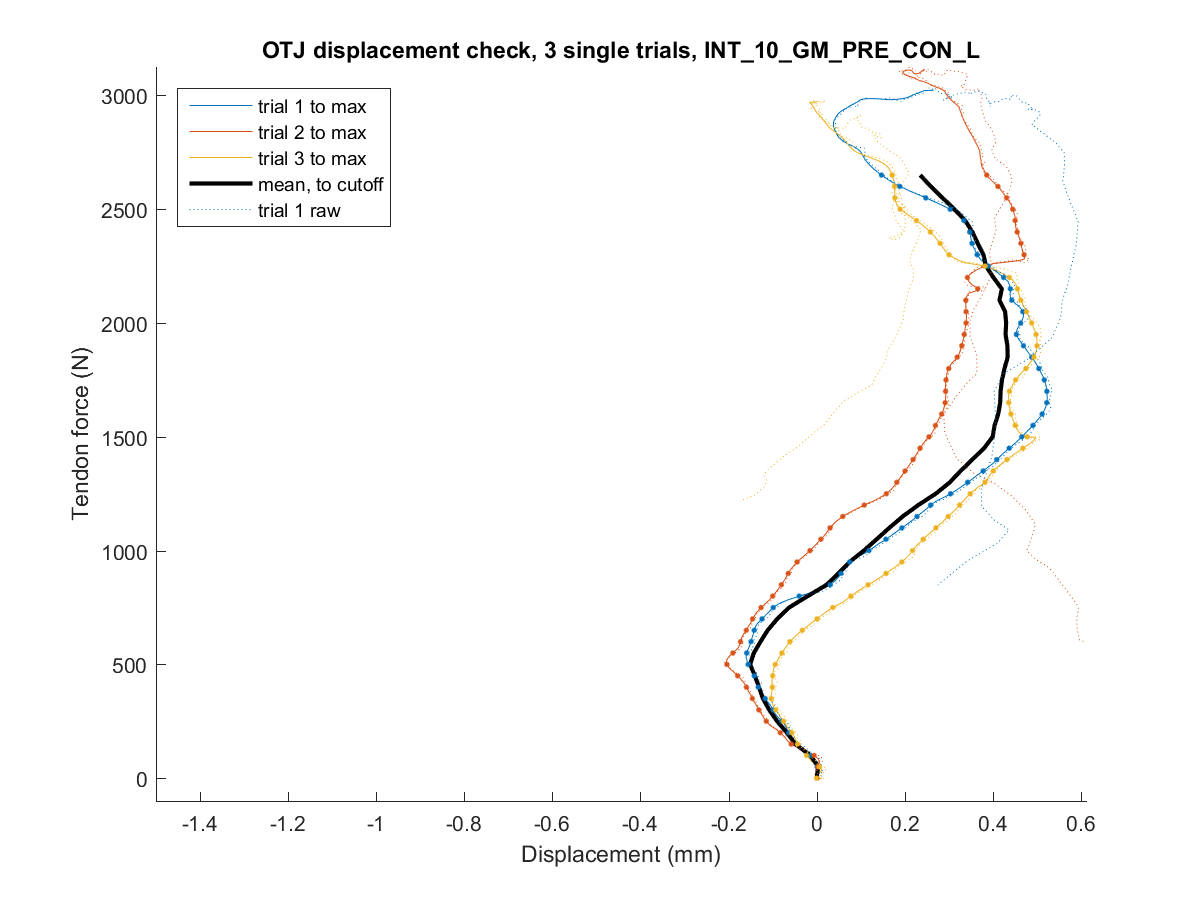 OTJ displacement check, 3 single trials, INT_10_GM_PRE_CON_L
trial 1 to max
trial 2 to max
trial 3 to max
mean, to cutoff
trial 1 raw
Tendon force (N)
3000
2500
2000
1500
1000
500
0
-1.4 -1.2 -1 -0.8 -0.6 -0.4 -0.2 0 0.2 0.4 0.6
Displacement (mm)